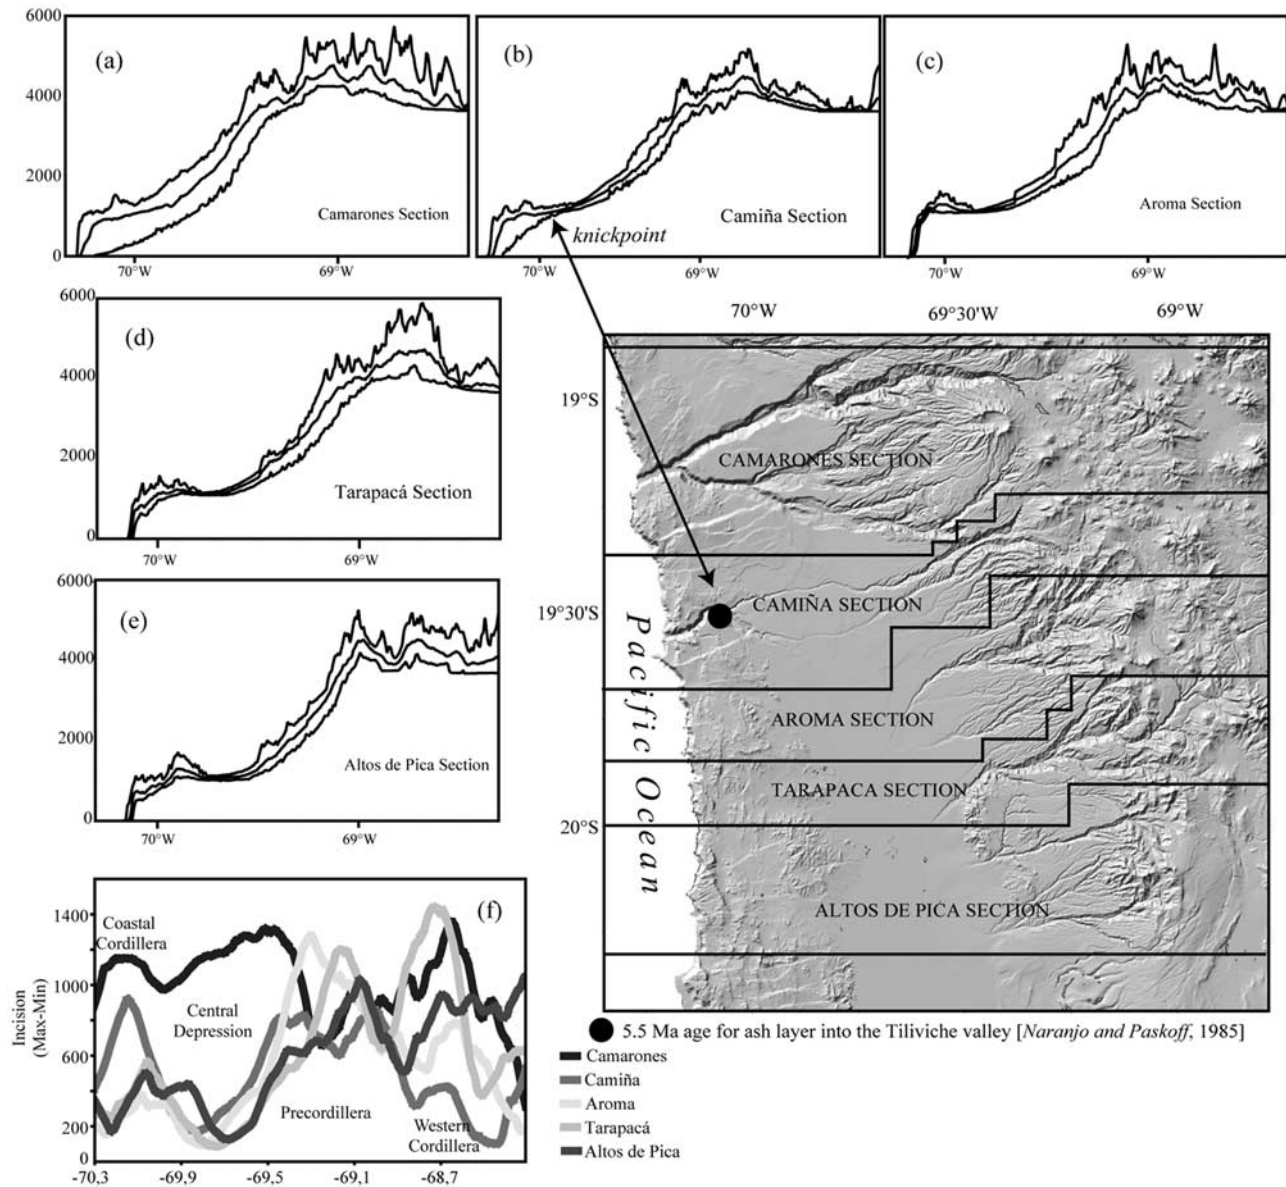 6000
4000
2000
0
(a)
Camarones Section
70°W
69°W
(b)
knickpoint
Camiña Section
70°W
69°W
(c)
Aroma Section
70°W
69°W
6000
4000
2000
0
(d)
Tarapacá Section
70°W
69°W
6000
4000
2000
0
(e)
Altos de Pica Section
70°W
69°W
70°W
69°30'W
69°W
19°S
19°30'S
20°S
CAMARONES SECTION
CAMIÑA SECTION
AROMA SECTION
TARAPACA SECTION
ALTOS DE PICA SECTION
Pacific Ocean
(f)
Incision
(Max-Min)
1400
1000
600
200
0
Coastal
Cordillera
Central
Depression
Precordillera
Western
Cordillera
-70,3
-69,9
-69,5
-69,1
-68,7
5.5 Ma age for ash layer into the Tiliviche valley [Naranjo and Paskoff, 1985]
Camarones
Camiña
Aroma
Tarapacá
Altos de Pica